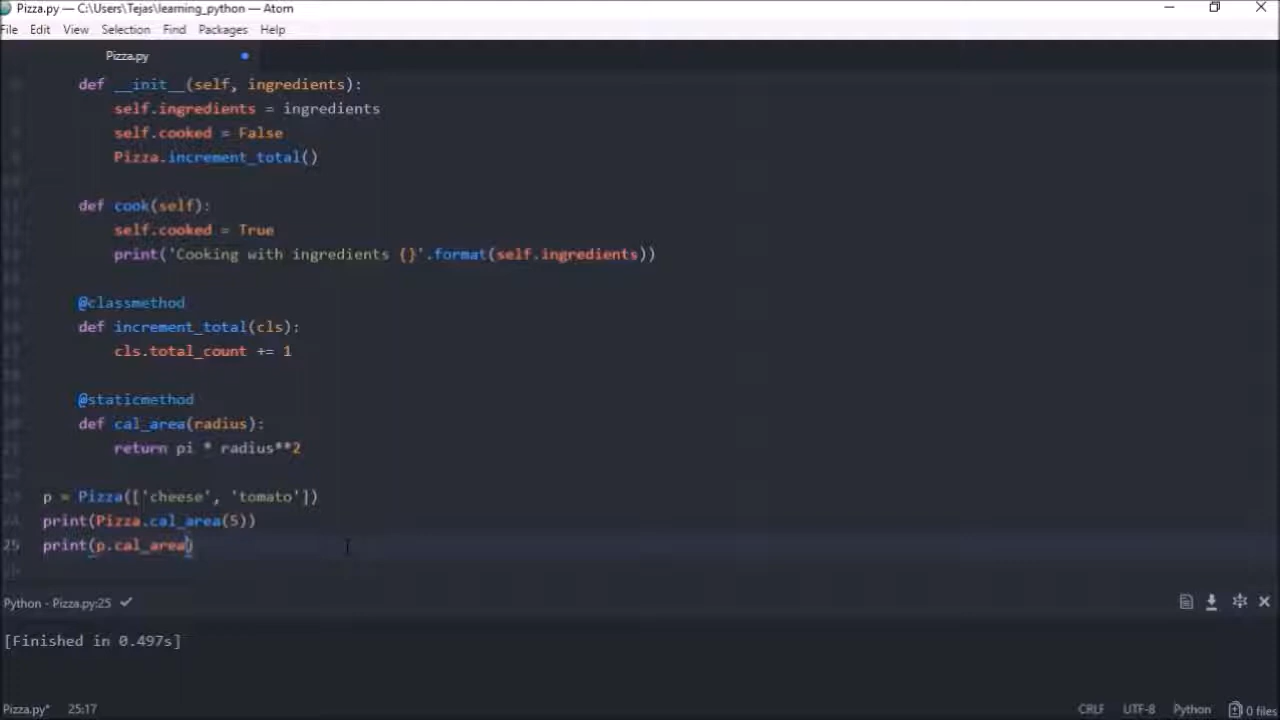 Pizza.py — C:\Users\Tejas\learning_python — Atom
File Edit View Selection Find Packages Help
Pizza.py
def __init__(self, ingredients):
self.ingredients = ingredients
self.cooked = False
Pizza.increment_total()
def cook(self):
self.cooked = True
print('Cooking with ingredients {}'.format(self.ingredients))
@classmethod
def increment_total(cls):
cls.total_count += 1
@staticmethod
def cal_area(radius):
return pi * radius**2
p = Pizza(['cheese', 'tomato'])
print(Pizza.cal_area(5))
25 print(p.cal_area)
Python - Pizza.py:25
[Finished in 0.497s]
Pizza.py* 25:17 CRLF UTF-8 Python 0 files